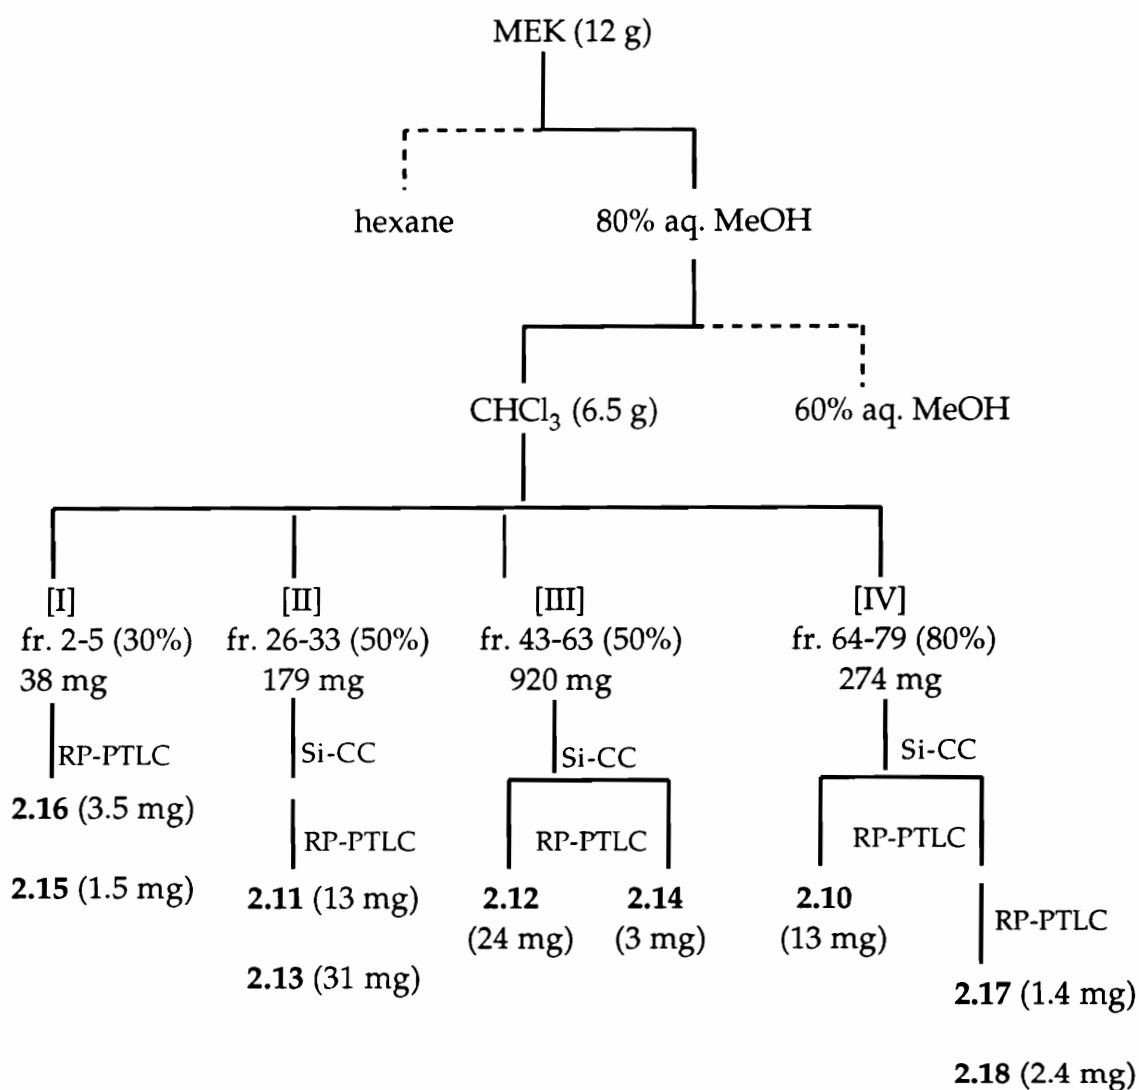 MEK (12 g)
hexane
80% aq. MeOH
CHCl3 (6.5 g)
60% aq. MeOH
[I]
fr. 2-5 (30%)
38 mg
RP-PTLC
2.16 (3.5 mg)
2.15 (1.5 mg)
[II]
fr. 26-33 (50%)
179 mg
Si-CC
RP-PTLC
2.11 (13 mg)
2.13 (31 mg)
[III]
fr. 43-63 (50%)
920 mg
Si-CC
RP-PTLC
2.12
(24 mg)
2.14
(3 mg)
[IV]
fr. 64-79 (80%)
274 mg
Si-CC
RP-PTLC
2.10
(13 mg)
RP-PTLC
2.17 (1.4 mg)
2.18 (2.4 mg)